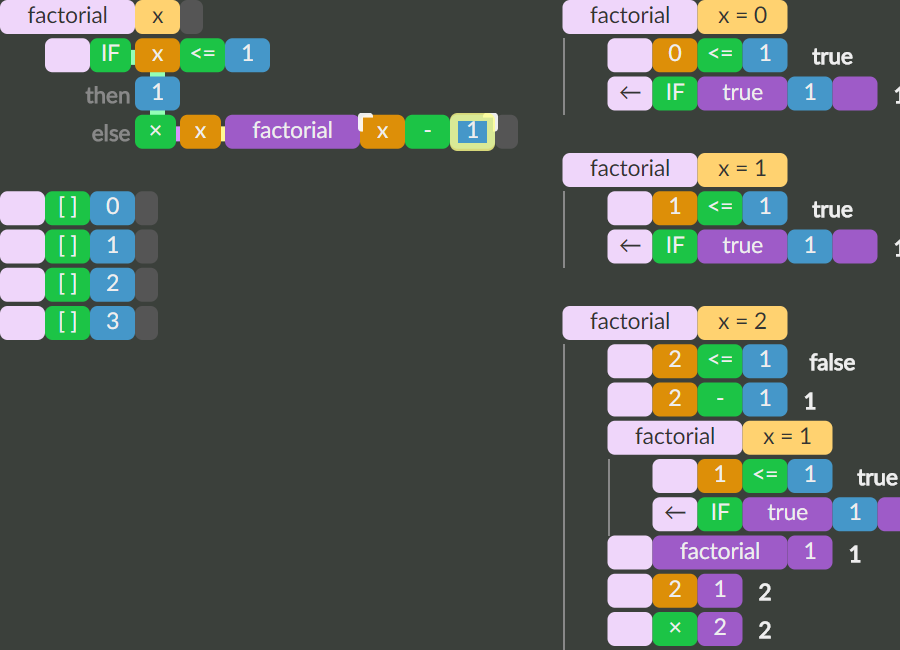 factorial x
IF x <= 1
then 1
else × x factorial x - 1
[ ] 0
[ ] 1
[ ] 2
[ ] 3
factorial x = 0
0 <= 1 true
← IF true 1 1
factorial x = 1
1 <= 1 true
← IF true 1 1
factorial x = 2
2 <= 1 false
2 - 1 1
factorial x = 1
1 <= 1 true
← IF true 1
factorial 1 1
2 1 2
× 2 2